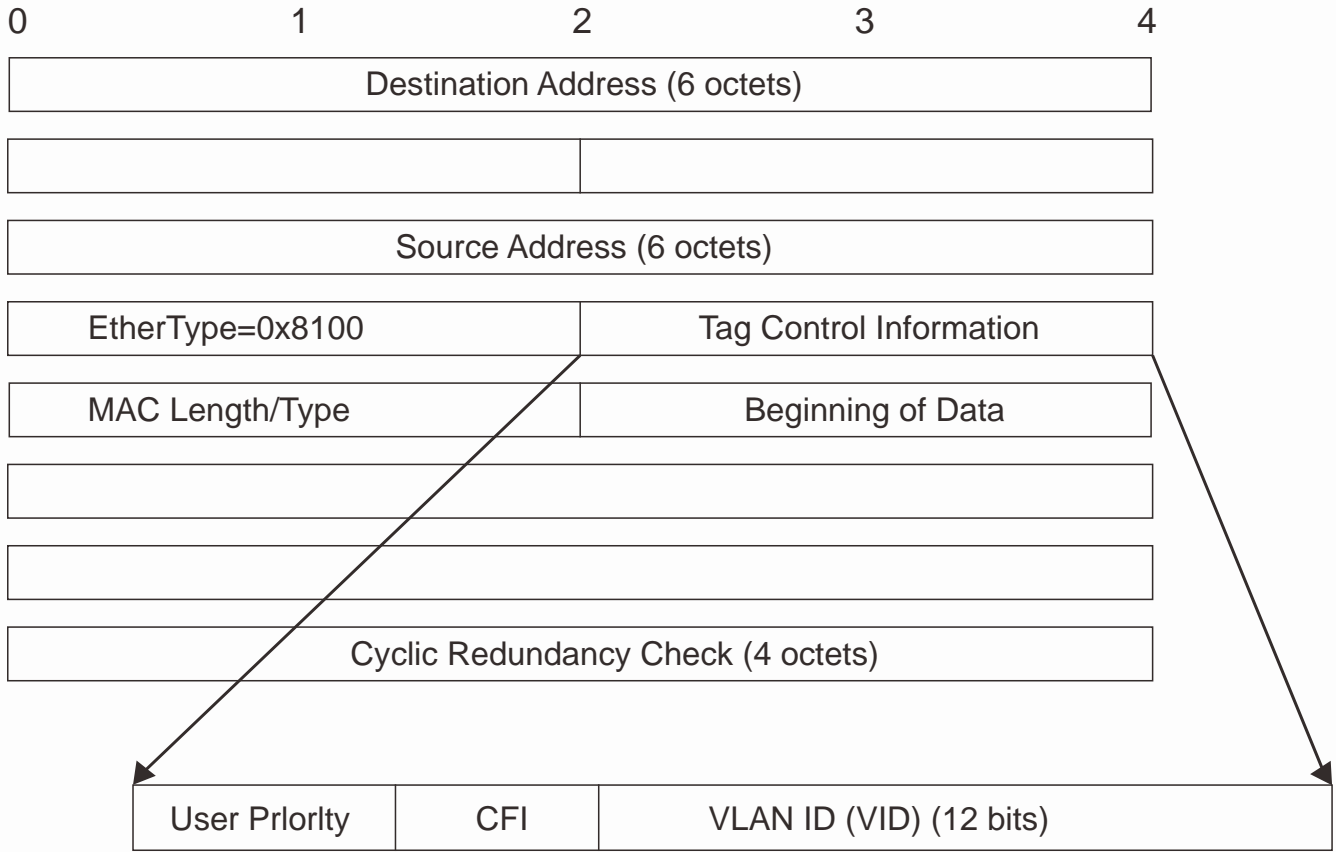 0 1 2 3 4
Destination Address (6 octets)
Source Address (6 octets)
EtherType=0x8100 Tag Control Information
MAC Length/Type Beginning of Data
Cyclic Redundancy Check (4 octets)
User PrIorIty CFI VLAN ID (VID) (12 bits)